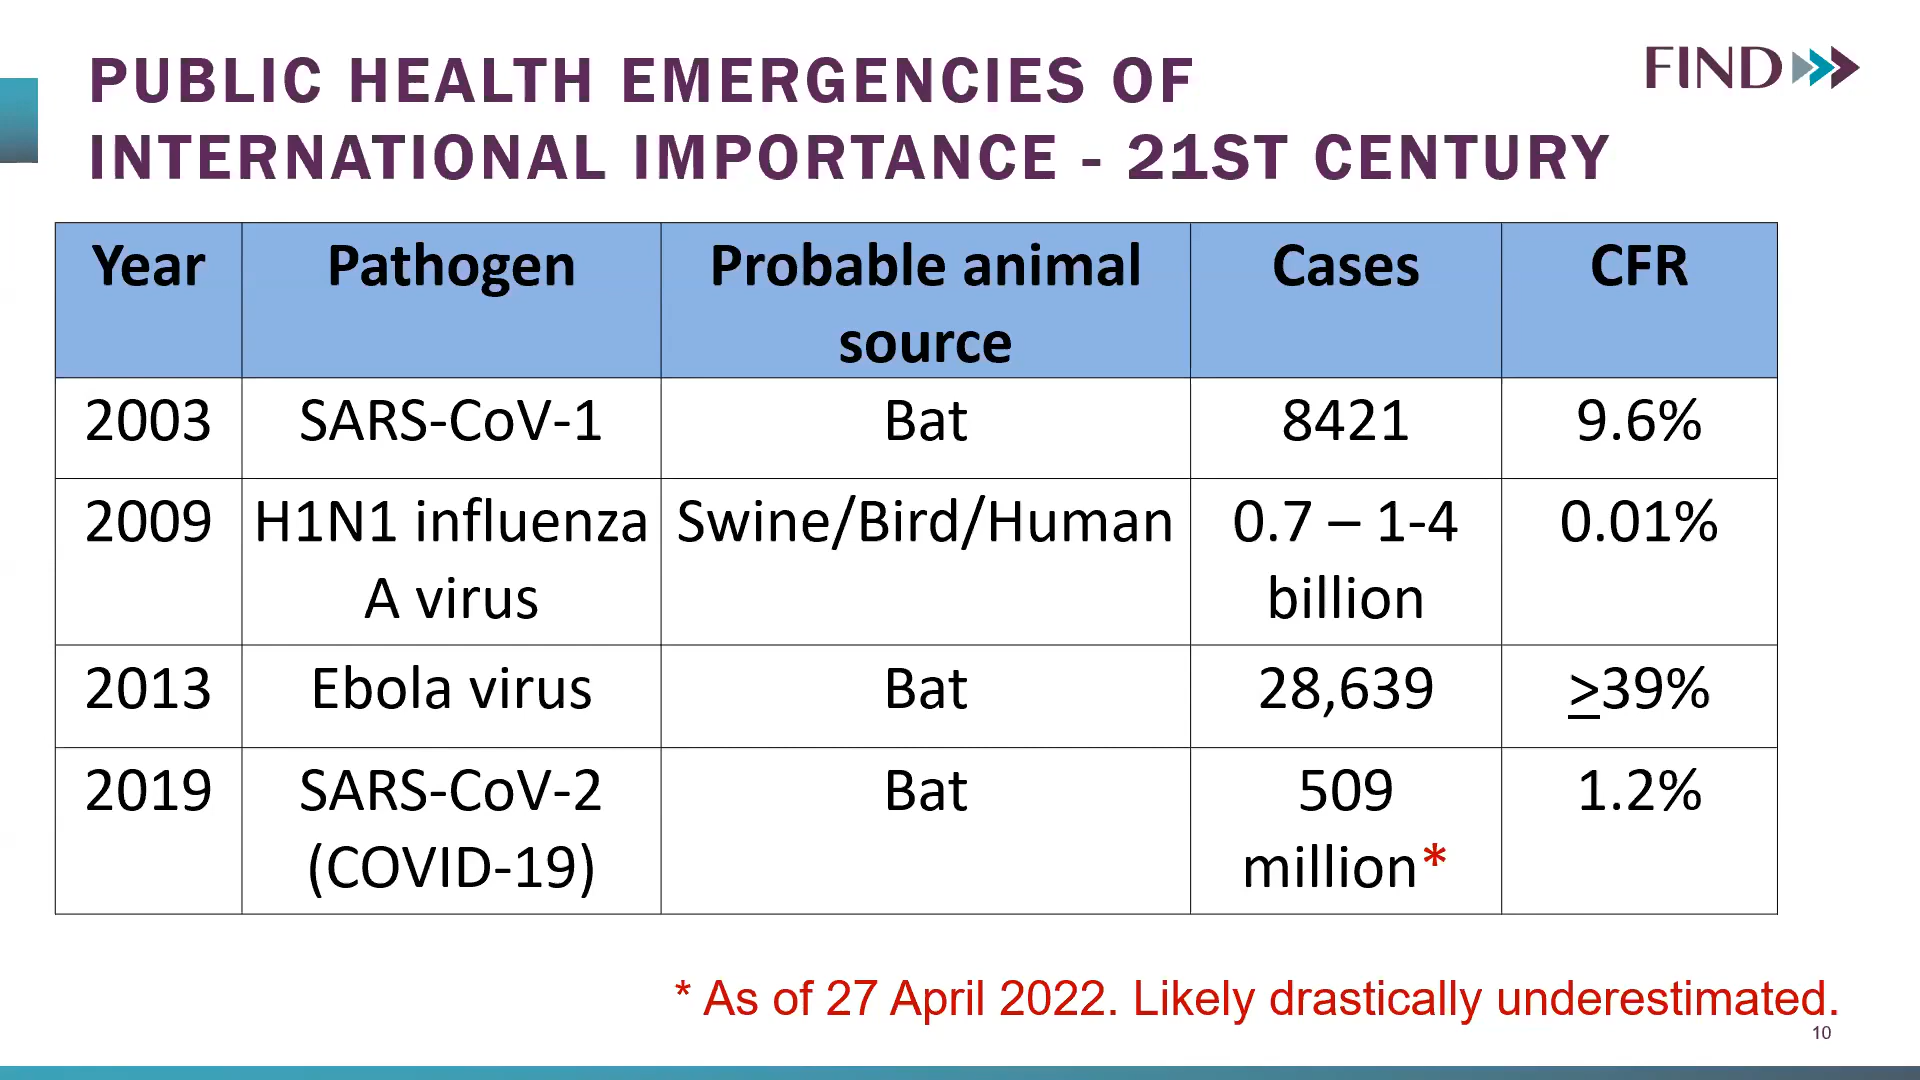 PUBLIC HEALTH EMERGENCIES OF
INTERNATIONAL IMPORTANCE - 21ST CENTURY
FIND
Year Pathogen Probable animal source Cases CFR
2003 SARS-CoV-1 Bat 8421 9.6%
2009 H1N1 influenza A virus Swine/Bird/Human 0.7 – 1-4 billion 0.01%
2013 Ebola virus Bat 28,639 ≥39%
2019 SARS-CoV-2 (COVID-19) Bat 509 million* 1.2%
* As of 27 April 2022. Likely drastically underestimated.
10